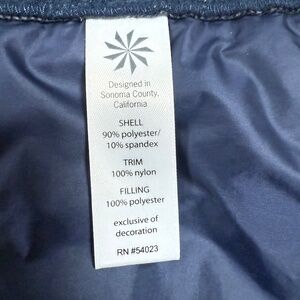 Designed in
Sonoma County,
California
SHELL
90% polyester/
10% spandex
TRIM
100% nylon
FILLING
100% polyester
exclusive of
decoration
RN #54023